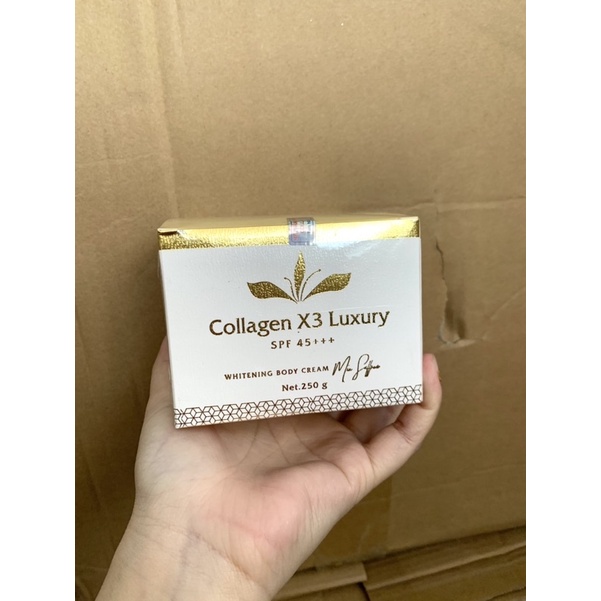 Collagen X3 Luxury
SPF 45+++
WHITENING BODY CREAM
Net.250 g